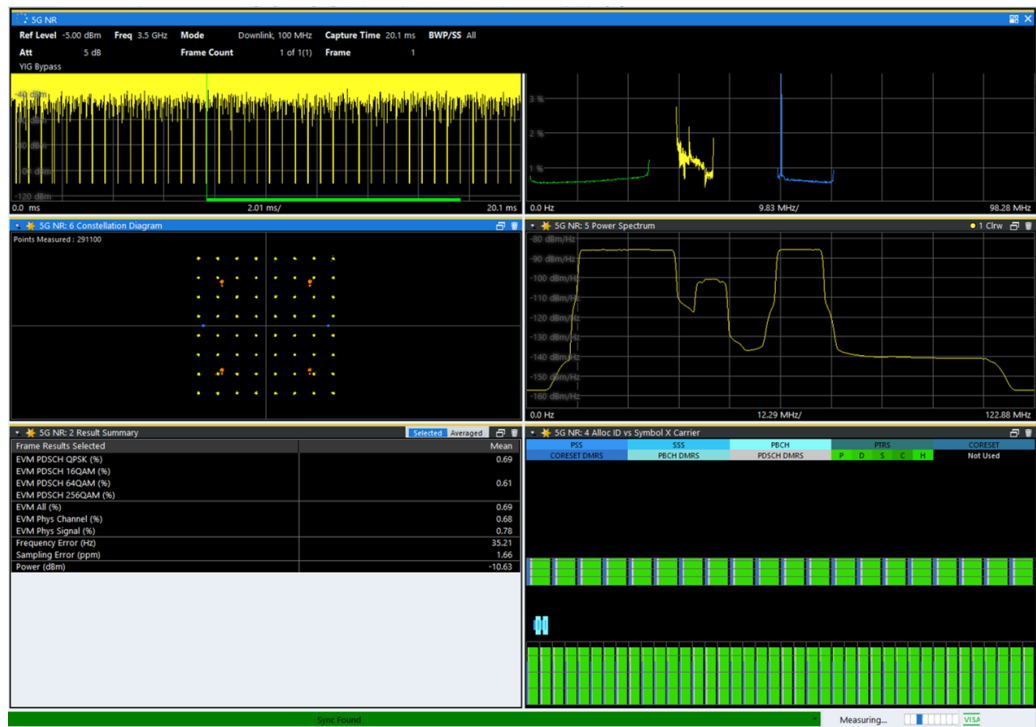 5G NR
Ref Level -5.00 dBm Freq 3.5 GHz Mode Downlink, 100 MHz Capture Time 20.1 ms BWP/SS All
Att 5 dB Frame Count 1 of 1(1) Frame 1
YIG Bypass
-40 dBm
-120 dBm
0.0 ms 2.01 ms/ 20.1 ms
3 %
2 %
1 %
0.0 Hz 9.83 MHz/ 98.28 MHz
5G NR: 6 Constellation Diagram
Points Measured : 291100
5G NR: 5 Power Spectrum 1 Clrw
-80 dBm/Hz
-90 dBm/Hz
-100 dBm/Hz
-110 dBm/Hz
-120 dBm/Hz
-130 dBm/Hz
-140 dBm/Hz
-150 dBm/Hz
-160 dBm/Hz
0.0 Hz 12.29 MHz/ 122.88 MHz
5G NR: 2 Result Summary Selected Averaged
Frame Results Selected Mean
EVM PDSCH QPSK (%) 0.69
EVM PDSCH 16QAM (%)
EVM PDSCH 64QAM (%) 0.61
EVM PDSCH 256QAM (%)
EVM All (%) 0.69
EVM Phys Channel (%) 0.68
EVM Phys Signal (%) 0.78
Frequency Error (Hz) 35.21
Sampling Error (ppm) 1.66
Power (dBm) -10.63
5G NR: 4 Alloc ID vs Symbol X Carrier
PSS SSS PBCH PTRS CORESET
CORESET DMRS PBCH DMRS PDSCH DMRS P D S C H Not Used
Sync Found Measuring... VISA